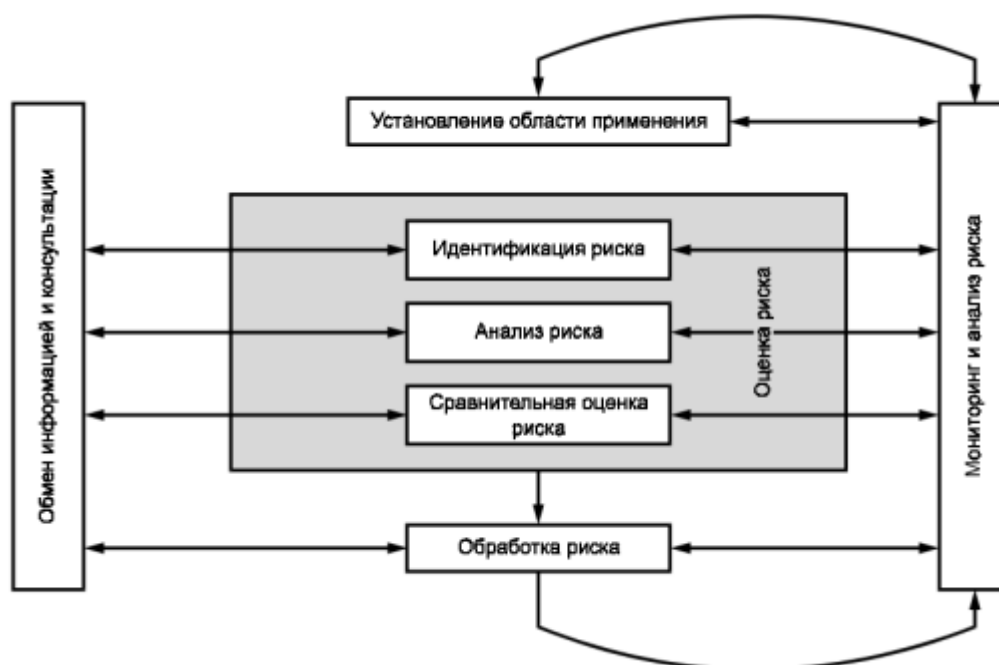 Установление области применения
Обмен информацией и консультации
Идентификация риска
Анализ риска
Сравнительная оценка
риска
Оценка риска
Мониторинг и анализ риска
Обработка риска